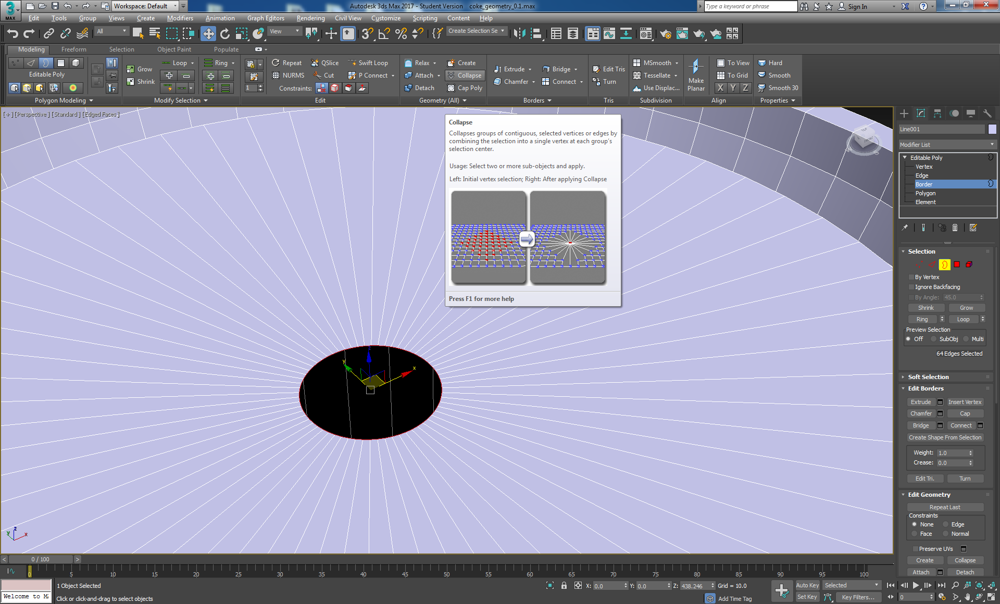 Workspace: Default
Autodesk 3ds Max 2017 - Student Version    coke_geometry_0.1.max
Type a keyword or phrase
Sign In
MAX
Edit Tools Group Views Create Modifiers Animation Graph Editors Rendering Civil View Customize Scripting Content Help
All
View
Create Selection Se
Modeling Freeform Selection Object Paint Populate
Loop Ring Repeat QSlice Swift Loop Relax Create MSmooth To View Hard
Grow NURMS Cut P Connect Attach Collapse Extrude Bridge Edit Tris Tessellate To Grid Smooth
Editable Poly
Shrink Constraints: Detach Cap Poly Chamfer Connect Turn Use Displac... Make Planar X Y Z Smooth 30
1
Polygon Modeling Modify Selection Edit Geometry (All) Borders Tris Subdivision Align Properties
[ + ] [Perspective ] [Standard ] [Edged Faces ]
Collapse
Collapses groups of contiguous, selected vertices or edges by
combining the selection into a single vertex at each group's
selection center.
Usage: Select two or more sub-objects and apply.
Left: Initial vertex selection; Right: After applying Collapse
Press F1 for more help
y
x
z
y
x
Line001
Modifier List
Editable Poly
Vertex
Edge
Border
Polygon
Element
Selection
By Vertex
Ignore Backfacing
By Angle: 45.0
Shrink Grow
Ring Loop
Preview Selection
Off SubObj Multi
64 Edges Selected
Soft Selection
Edit Borders
Extrude Insert Vertex
Chamfer Cap
Bridge Connect
Create Shape From Selection
Weight: 1.0
Crease: 0.0
Edit Tri. Turn
Edit Geometry
Repeat Last
Constraints
None Edge
Face Normal
Preserve UVs
Create Collapse
Attach Detach
< 0 / 100 >
0 5 10 15 20 25 30 35 40 45 50 55 60 65 70 75 80 85 90 95 100
1 Object Selected
X: 0.0 Y: 0.0 Z: 438.246 Grid = 10.0
Auto Key Selected
Welcome to M
Click or click-and-drag to select objects
Add Time Tag
Set Key Key Filters... 0